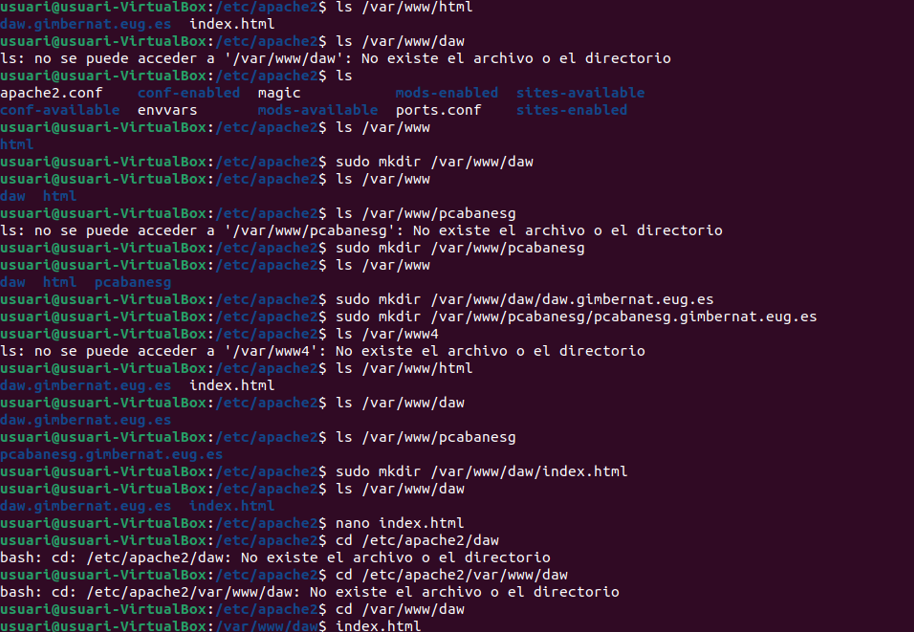 usuari@usuari-VirtualBox:/etc/apache2$ ls /var/www/html
daw.gimbernat.eug.es  index.html
usuari@usuari-VirtualBox:/etc/apache2$ ls /var/www/daw
ls: no se puede acceder a '/var/www/daw': No existe el archivo o el directorio
usuari@usuari-VirtualBox:/etc/apache2$ ls
apache2.conf    conf-enabled  magic           mods-enabled  sites-available
conf-available  envvars       mods-available  ports.conf    sites-enabled
usuari@usuari-VirtualBox:/etc/apache2$ ls /var/www
html
usuari@usuari-VirtualBox:/etc/apache2$ sudo mkdir /var/www/daw
usuari@usuari-VirtualBox:/etc/apache2$ ls /var/www
daw  html
usuari@usuari-VirtualBox:/etc/apache2$ ls /var/www/pcabanesg
ls: no se puede acceder a '/var/www/pcabanesg': No existe el archivo o el directorio
usuari@usuari-VirtualBox:/etc/apache2$ sudo mkdir /var/www/pcabanesg
usuari@usuari-VirtualBox:/etc/apache2$ ls /var/www
daw  html  pcabanesg
usuari@usuari-VirtualBox:/etc/apache2$ sudo mkdir /var/www/daw/daw.gimbernat.eug.es
usuari@usuari-VirtualBox:/etc/apache2$ sudo mkdir /var/www/pcabanesg/pcabanesg.gimbernat.eug.es
usuari@usuari-VirtualBox:/etc/apache2$ ls /var/www4
ls: no se puede acceder a '/var/www4': No existe el archivo o el directorio
usuari@usuari-VirtualBox:/etc/apache2$ ls /var/www/html
daw.gimbernat.eug.es  index.html
usuari@usuari-VirtualBox:/etc/apache2$ ls /var/www/daw
daw.gimbernat.eug.es
usuari@usuari-VirtualBox:/etc/apache2$ ls /var/www/pcabanesg
pcabanesg.gimbernat.eug.es
usuari@usuari-VirtualBox:/etc/apache2$ sudo mkdir /var/www/daw/index.html
usuari@usuari-VirtualBox:/etc/apache2$ ls /var/www/daw
daw.gimbernat.eug.es  index.html
usuari@usuari-VirtualBox:/etc/apache2$ nano index.html
usuari@usuari-VirtualBox:/etc/apache2$ cd /etc/apache2/daw
bash: cd: /etc/apache2/daw: No existe el archivo o el directorio
usuari@usuari-VirtualBox:/etc/apache2$ cd /etc/apache2/var/www/daw
bash: cd: /etc/apache2/var/www/daw: No existe el archivo o el directorio
usuari@usuari-VirtualBox:/etc/apache2$ cd /var/www/daw
usuari@usuari-VirtualBox:/var/www/daw$ index.html